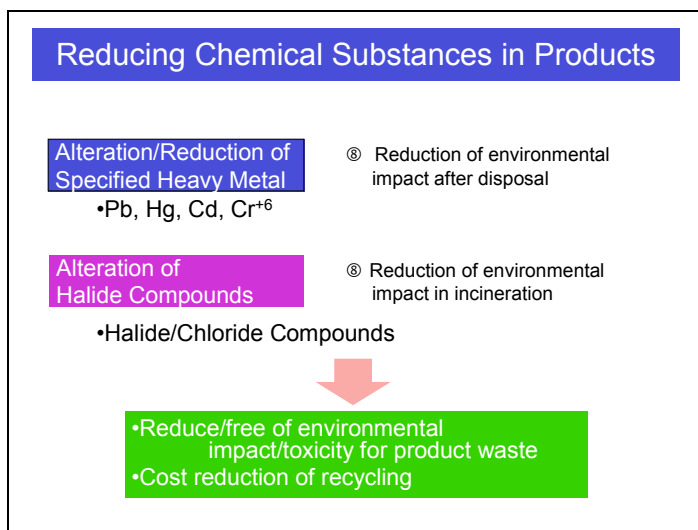 Reducing Chemical Substances in Products
Alteration/Reduction of
Specified Heavy Metal
⑧ Reduction of environmental
impact after disposal
•Pb, Hg, Cd, Cr+6
Alteration of
Halide Compounds
⑧ Reduction of environmental
impact in incineration
•Halide/Chloride Compounds
•Reduce/free of environmental
impact/toxicity for product waste
•Cost reduction of recycling